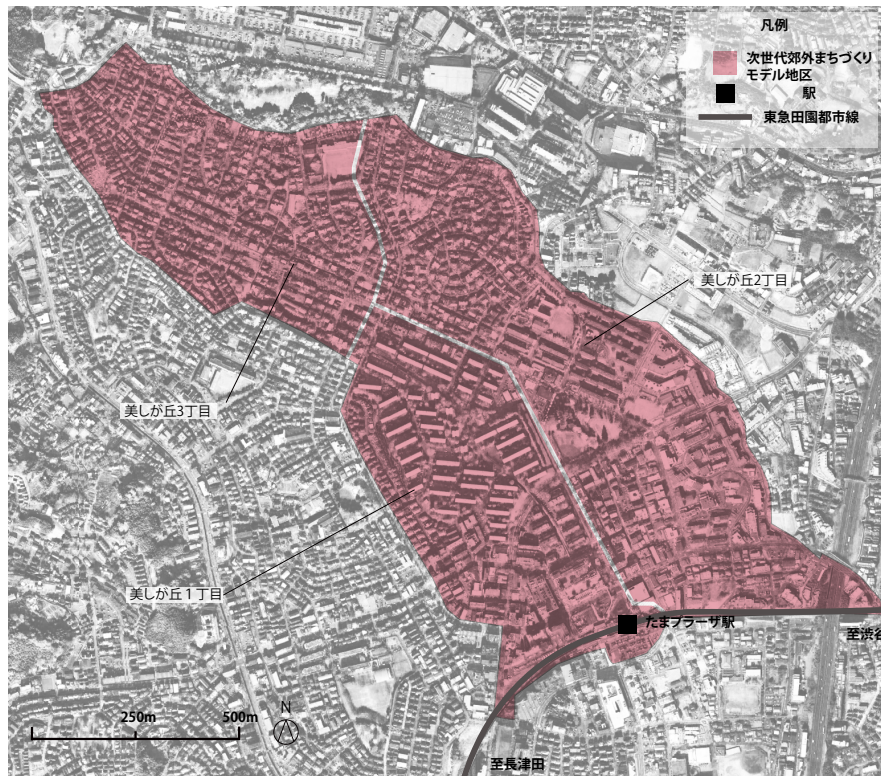 凡例
次世代郊外まちづくり
モデル地区
駅
東急田園都市線
美しが丘2丁目
美しが丘3丁目
美しが丘1丁目
たまプラーザ駅
至渋谷
250m
500m
N
至長津田